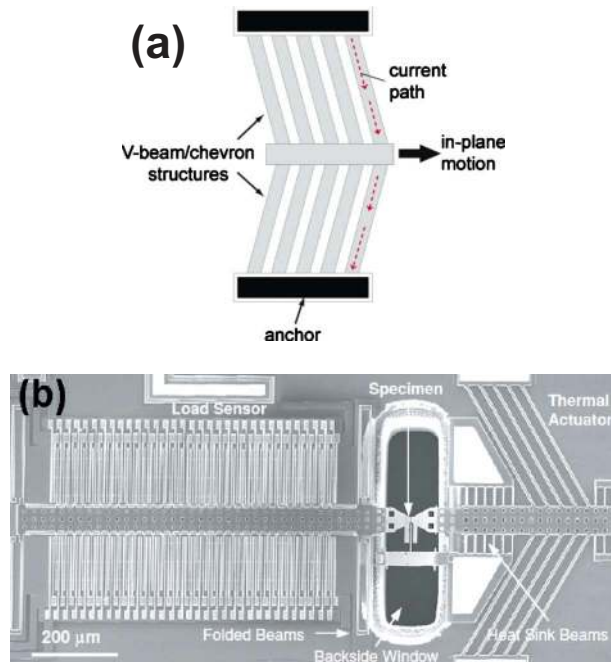 (a)
current
path
V-beam/chevron
structures
in-plane
motion
anchor
(b)
Specimen
Load Sensor
Thermal
Actuator
200 μm
Folded Beams
Heat Sink Beams
Backside Window